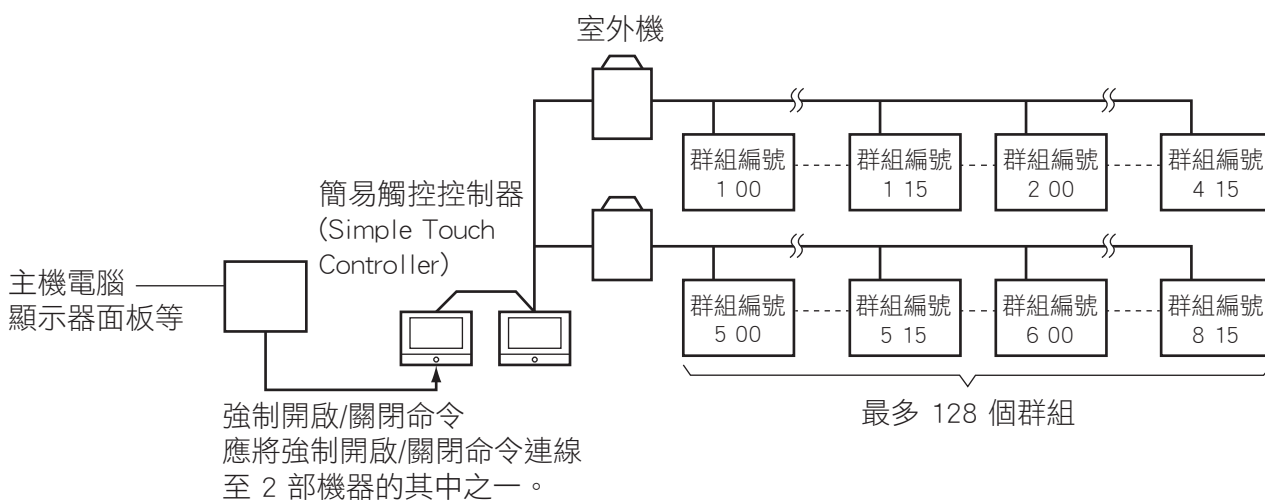 室外機
群組編號
1 00
群組編號
1 15
群組編號
2 00
群組編號
4 15
簡易觸控控制器
(Simple Touch
Controller)
主機電腦
顯示器面板等
群組編號
5 00
群組編號
5 15
群組編號
6 00
群組編號
8 15
強制開啟/關閉命令
應將強制開啟/關閉命令連線
至 2 部機器的其中之一。
最多 128 個群組